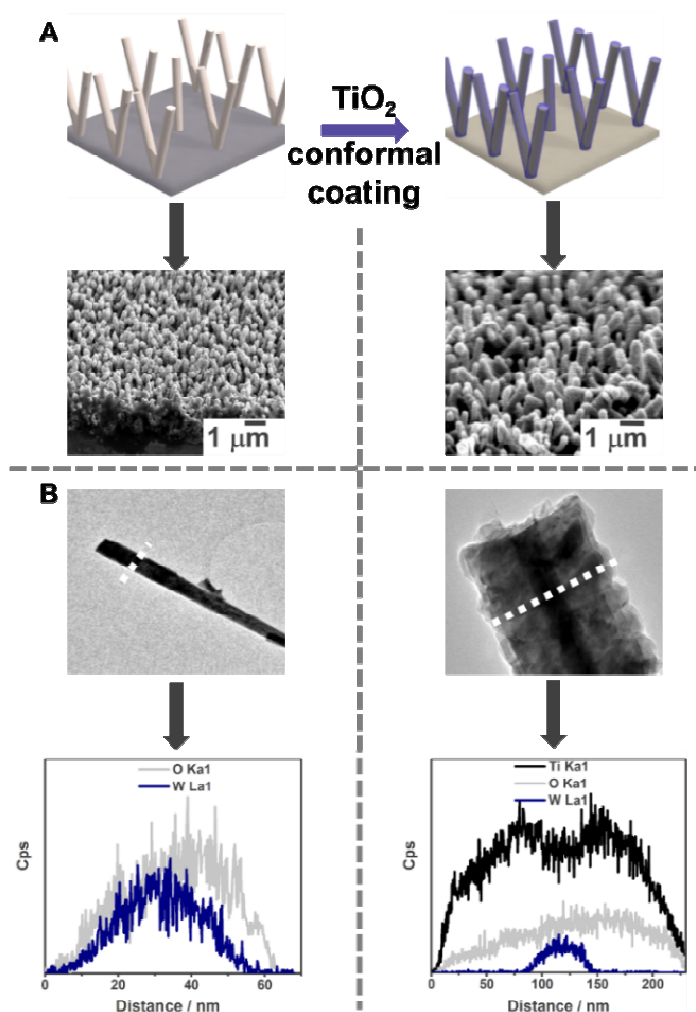 A
TiO2
conformal
coating
1 μm
1 μm
B
O Ka1
W La1
Cps
0
20
40
60
Distance / nm
Ti Ka1
O Ka1
W La1
Cps
0
50
100
150
200
Distance / nm